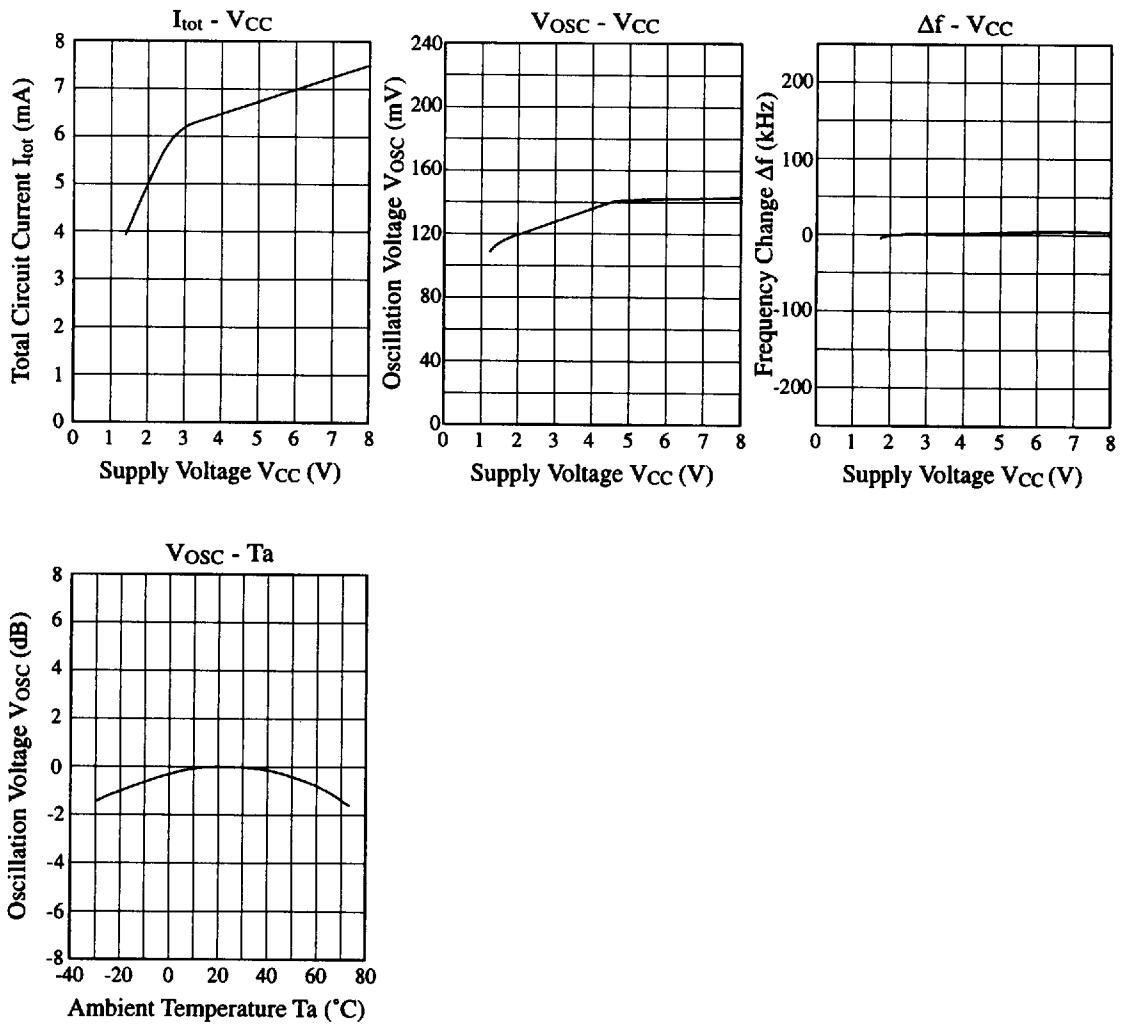 Itot - VCC
Total Circuit Current Itot (mA)
8
7
6
5
4
3
2
1
0
0 1 2 3 4 5 6 7 8
Supply Voltage VCC (V)
VOSC - VCC
Oscillation Voltage VOSC (mV)
240
200
160
120
80
40
0
0 1 2 3 4 5 6 7 8
Supply Voltage VCC (V)
Δf - VCC
Frequency Change Δf (kHz)
200
100
0
-100
-200
0 1 2 3 4 5 6 7 8
Supply Voltage VCC (V)
VOSC - Ta
Oscillation Voltage VOSC (dB)
8
6
4
2
0
-2
-4
-6
-8
-40 -20 0 20 40 60 80
Ambient Temperature Ta (˚C)